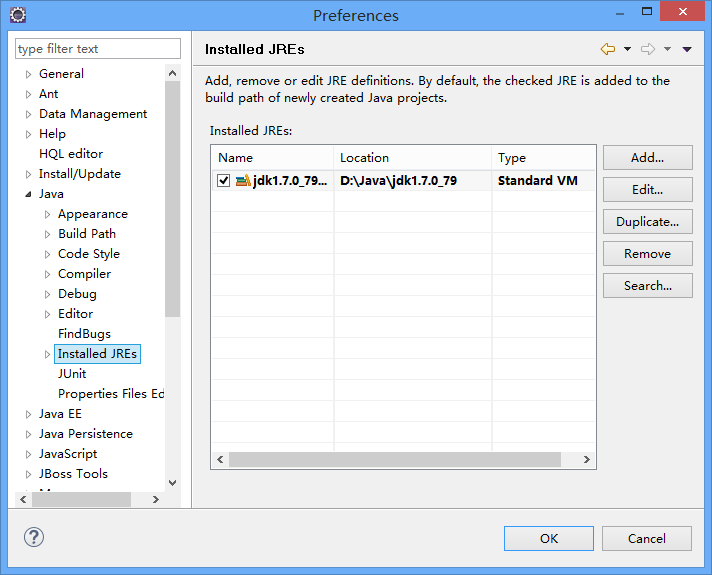 Preferences
type filter text
General
Ant
Data Management
Help
HQL editor
Install/Update
Java
Appearance
Build Path
Code Style
Compiler
Debug
Editor
FindBugs
Installed JREs
JUnit
Properties Files Ed
Java EE
Java Persistence
JavaScript
JBoss Tools
Installed JREs
Add, remove or edit JRE definitions. By default, the checked JRE is added to the
build path of newly created Java projects.
Installed JREs:
Name Location Type
jdk1.7.0_79... D:\Java\jdk1.7.0_79 Standard VM
Add...
Edit...
Duplicate...
Remove
Search...
?
OK Cancel